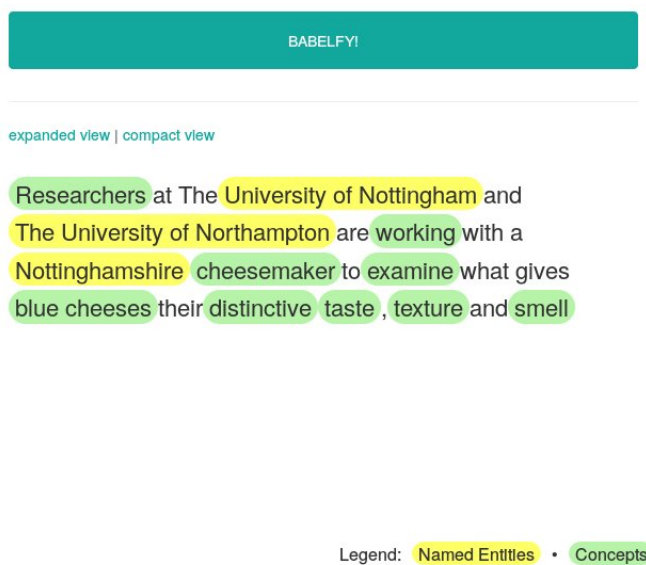 BABELFY!
expanded view | compact view
Researchers at The University of Nottingham and
The University of Northampton are working with a
Nottinghamshire cheesemaker to examine what gives
blue cheeses their distinctive taste , texture and smell
Legend: Named Entities • Concepts